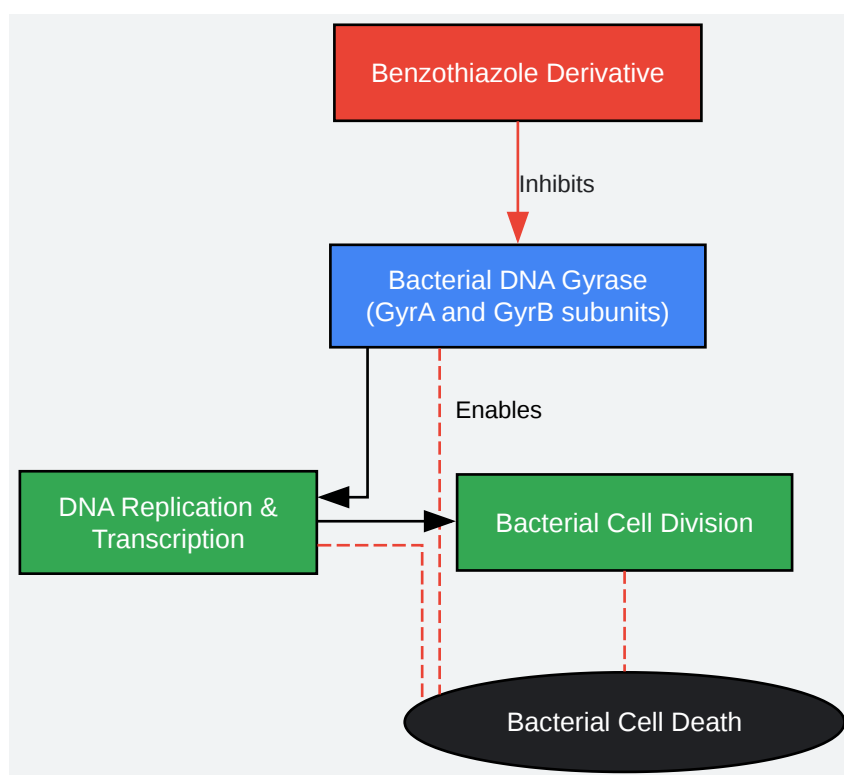 Benzothiazole Derivative
Inhibits
Bacterial DNA Gyrase
(GyrA and GyrB subunits)
Enables
DNA Replication &
Transcription
Bacterial Cell Division
Bacterial Cell Death